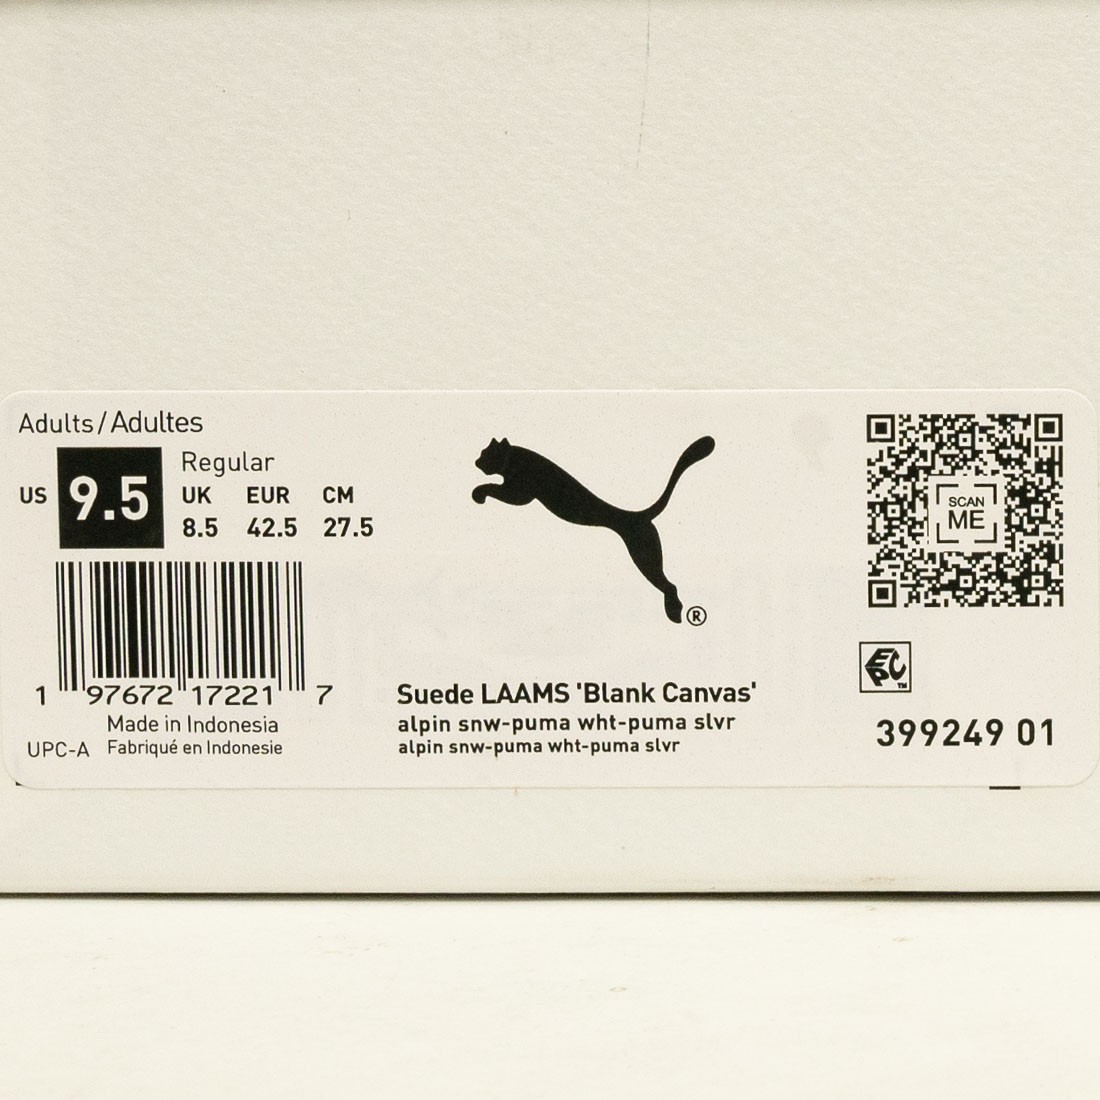 Adults/Adultes
US 9.5
Regular
UK EUR CM
8.5 42.5 27.5
1 97672 17221 7
Made in Indonesia
UPC-A Fabriqué en Indonesie
®
Suede LAAMS 'Blank Canvas'
alpin snw-puma wht-puma slvr
alpin snw-puma wht-puma slvr
SCAN
ME
EPC™
399249 01